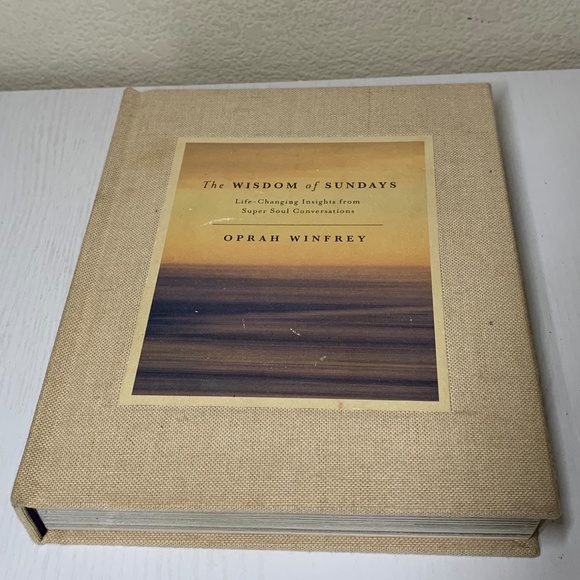 The WISDOM of SUNDAYS
Life-Changing Insights from
Super Soul Conversations
OPRAH WINFREY